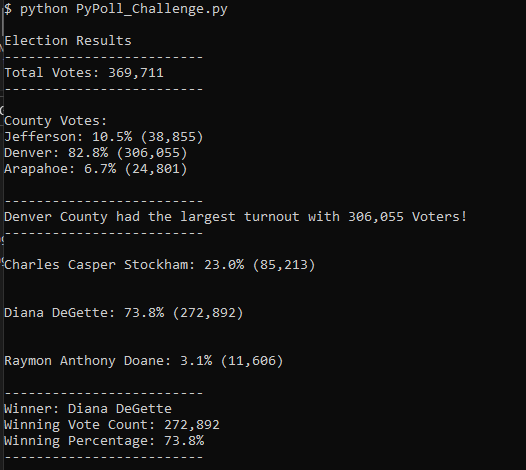 $ python PyPoll_Challenge.py
Election Results
-------------------------
Total Votes: 369,711
-------------------------
County Votes:
Jefferson: 10.5% (38,855)
Denver: 82.8% (306,055)
Arapahoe: 6.7% (24,801)
-------------------------
Denver County had the largest turnout with 306,055 Voters!
-------------------------
Charles Casper Stockham: 23.0% (85,213)
Diana DeGette: 73.8% (272,892)
Raymon Anthony Doane: 3.1% (11,606)
-------------------------
Winner: Diana DeGette
Winning Vote Count: 272,892
Winning Percentage: 73.8%
-------------------------